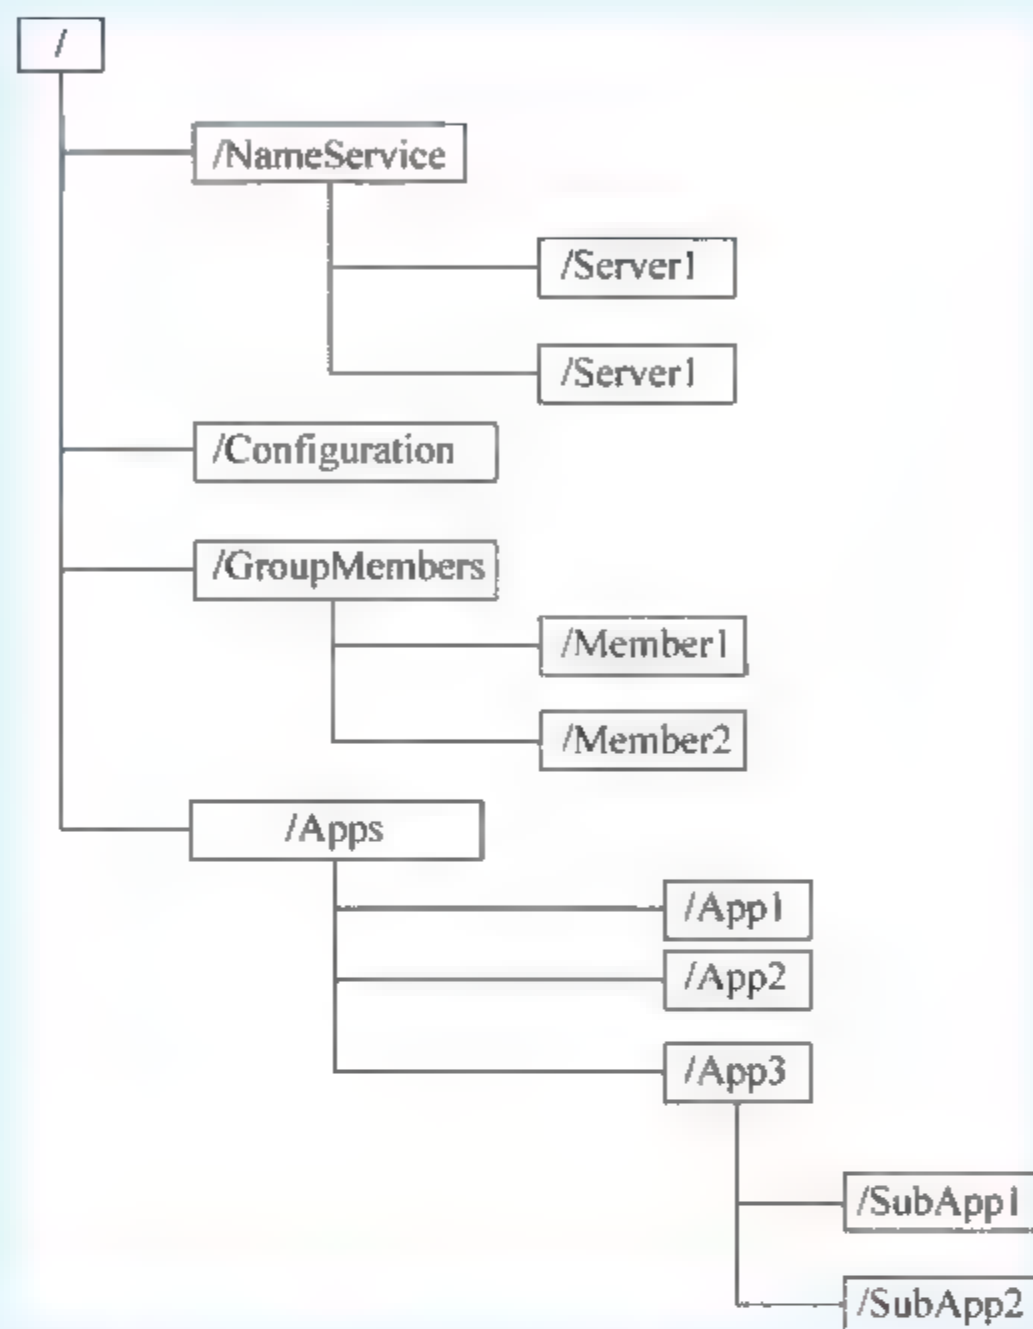 /
/NameService
/Server1
/Server1
/Configuration
/GroupMembers
/Member1
/Member2
/Apps
/App1
/App2
/App3
/SubApp1
/SubApp2